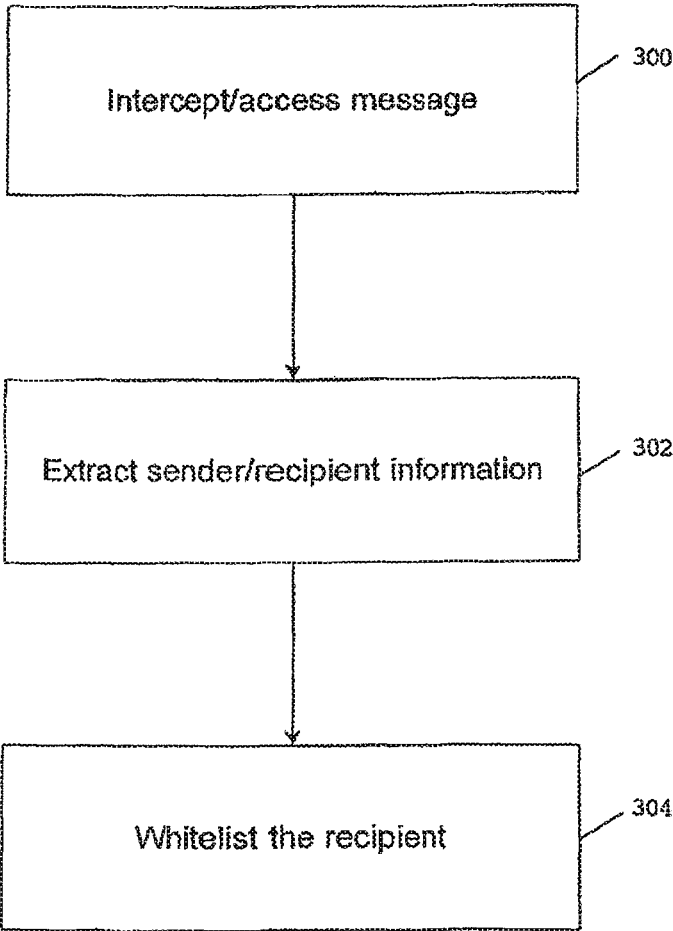 Intercept/access message
300
Extract sender/recipient information
302
Whitelist the recipient
304